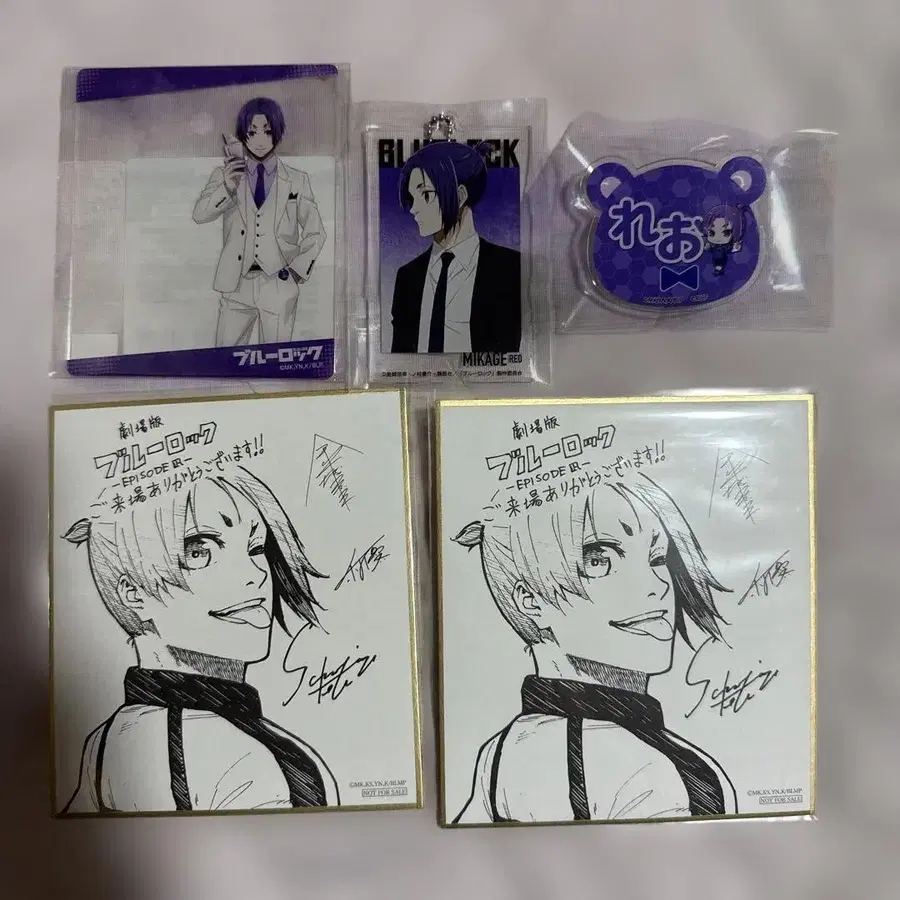 ブルーロック
©MK,YN,K/BLP.
BLUELOCK
MIKAGE REO
れお
劇場版
ブルーロック
-EPISODE 凪-
ご来場ありがとうございます!!
©MK,KS,YN,K/BLMP
NOT FOR SALE
劇場版
ブルーロック
-EPISODE 凪-
ご来場ありがとうございます!!
©MK,KS,YN,K/BLMP
NOT FOR SALE